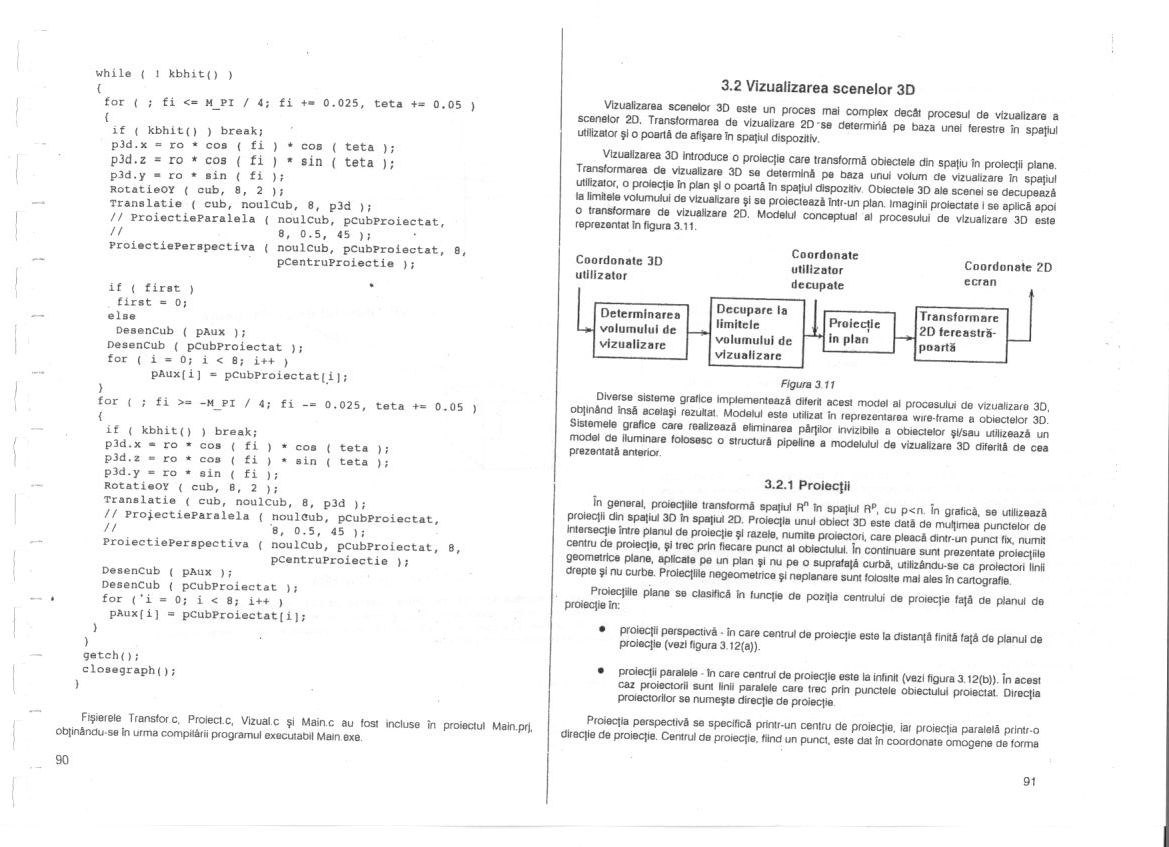 while ( ! kbhit() )
{
for ( ; fi <= M_PI / 4; fi += 0.025, teta += 0.05 )
{
if ( kbhit() ) break;
p3d.x = ro * cos ( fi ) * cos ( teta );
p3d.z = ro * cos ( fi ) * sin ( teta );
p3d.y = ro * sin ( fi );
RotatieOY ( cub, 8, 2 );
Translatie ( cub, noulCub, 8, p3d );
// ProiectieParalela ( noulCub, pCubProiectat,
// 8, 0.5, 45 );
ProiectiePerspectiva ( noulCub, pCubProiectat, 8,
pCentruProiectie );
if ( first )
first = 0;
else
DesenCub ( pAux );
DesenCub ( pCubProiectat );
for ( i = 0; i < 8; i++ )
pAux[i] = pCubProiectat[i];
}
for ( ; fi >= -M_PI / 4; fi -= 0.025, teta += 0.05 )
{
if ( kbhit() ) break;
p3d.x = ro * cos ( fi ) * cos ( teta );
p3d.z = ro * cos ( fi ) * sin ( teta );
p3d.y = ro * sin ( fi );
RotatieOY ( cub, 8, 2 );
Translatie ( cub, noulCub, 8, p3d );
// ProiectieParalela ( noulCub, pCubProiectat,
// 8, 0.5, 45 );
ProiectiePerspectiva ( noulCub, pCubProiectat, 8,
pCentruProiectie );
DesenCub ( pAux );
DesenCub ( pCubProiectat );
for ( i = 0; i < 8; i++ )
pAux[i] = pCubProiectat[i];
}
}
getch();
closegraph();
}
Fişierele Transfor.c, Proiect.c, Vizual.c şi Main.c au fost incluse în proiectul Main.prj,
obţinându-se în urma compilării programul executabil Main.exe.
90
3.2 Vizualizarea scenelor 3D
Vizualizarea scenelor 3D este un proces mai complex decât procesul de vizualizare a
scenelor 2D. Transformarea de vizualizare 2D se determină pe baza unei ferestre în spaţiul
utilizator şi o poartă de afişare în spaţiul dispozitiv.
Vizualizarea 3D introduce o proiecţie care transformă obiectele din spaţiu în proiecţii plane.
Transformarea de vizualizare 3D se determină pe baza unui volum de vizualizare în spaţiul
utilizator, o proiecţie în plan şi o poartă în spaţiul dispozitiv. Obiectele 3D ale scenei se decupează
la limitele volumului de vizualizare şi se proiectează într-un plan. Imaginii proiectate i se aplică apoi
o transformare de vizualizare 2D. Modelul conceptual al procesului de vizualizare 3D este
reprezentat în figura 3.11.
Coordonate 3D
utilizator
Coordonate
utilizator
decupate
Coordonate 2D
ecran
Determinarea
volumului de
vizualizare
Decupare la
limitele
volumului de
vizualizare
Proiecţie
în plan
Transformare
2D fereastră-
poartă
Figura 3.11
Diverse sisteme grafice implementează diferit acest model al procesului de vizualizare 3D,
obţinând însă acelaşi rezultat. Modelul este utilizat în reprezentarea wire-frame a obiectelor 3D.
Sistemele grafice care realizează eliminarea părţilor invizibile a obiectelor şi/sau utilizează un
model de iluminare folosesc o structură pipeline a modelului de vizualizare 3D diferită de cea
prezentată anterior.
3.2.1 Proiecţii
În general, proiecţiile transformă spaţiul Rⁿ în spaţiul Rᵖ, cu p<n. În grafică, se utilizează
proiecţii din spaţiul 3D în spaţiul 2D. Proiecţia unui obiect 3D este dată de mulţimea punctelor de
intersecţie între planul de proiecţie şi razele, numite proiectori, care pleacă dintr-un punct fix, numit
centru de proiecţie, şi trec prin fiecare punct al obiectului. În continuare sunt prezentate proiecţiile
geometrice plane, aplicate pe un plan şi nu pe o suprafaţă curbă, utilizându-se ca proiectori linii
drepte şi nu curbe. Proiecţiile negeometrice şi neplanare sunt folosite mai ales în cartografie.
Proiecţiile plane se clasifică în funcţie de poziţia centrului de proiecţie faţă de planul de
proiecţie în:
• proiecţii perspectivă - în care centrul de proiecţie este la distanţă finită faţă de planul de
proiecţie (vezi figura 3.12(a)).
• proiecţii paralele - în care centrul de proiecţie este la infinit (vezi figura 3.12(b)). În acest
caz proiectorii sunt linii paralele care trec prin punctele obiectului proiectat. Direcţia
proiectorilor se numeşte direcţie de proiecţie.
Proiecţia perspectivă se specifică printr-un centru de proiecţie, iar proiecţia paralelă printr-o
direcţie de proiecţie. Centrul de proiecţie, fiind un punct, este dat în coordonate omogene de forma
91